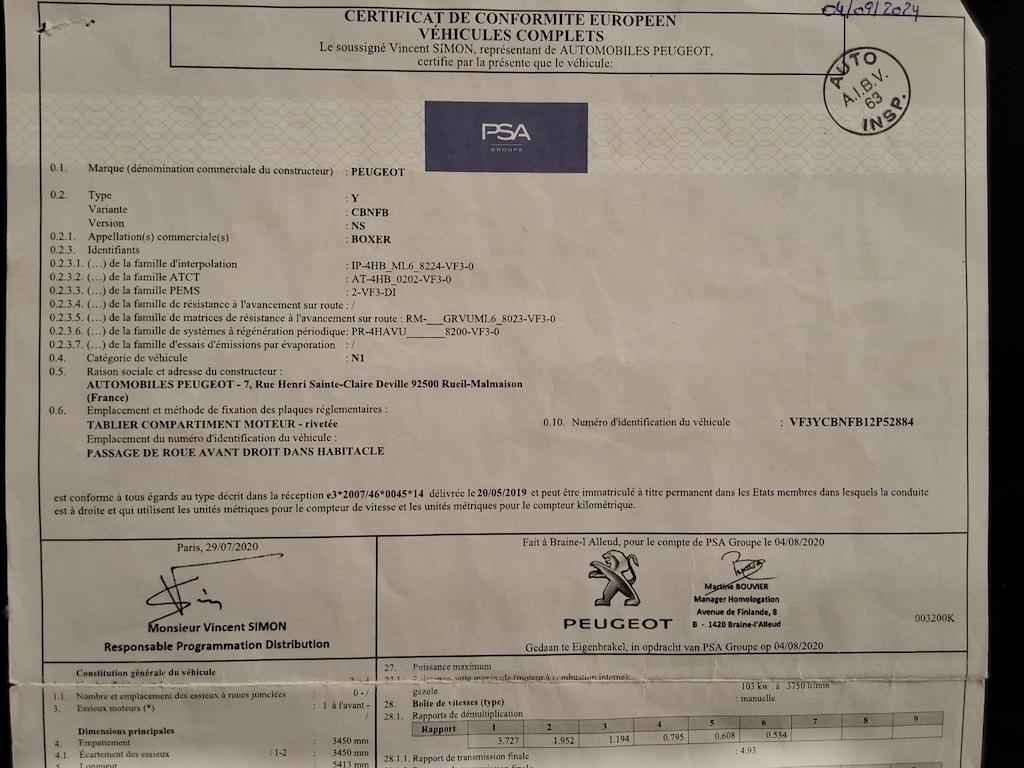 04/09/2024
CERTIFICAT DE CONFORMITE EUROPEEN
VÉHICULES COMPLETS
Le soussigné Vincent SIMON, représentant de AUTOMOBILES PEUGEOT,
certifie par la présente que le véhicule:
AUTO
A.I.B.V.
63
INSP.
PSA
GROUPE
0.1. Marque (dénomination commerciale du constructeur) : PEUGEOT
0.2. Type : Y
Variante : CBNFB
Version : NS
0.2.1. Appellation(s) commerciale(s) : BOXER
0.2.3. Identifiants
0.2.3.1. (...) de la famille d'interpolation : IP-4HB_ML6_8224-VF3-0
0.2.3.2. (...) de la famille ATCT : AT-4HB_0202-VF3-0
0.2.3.3. (...) de la famille PEMS : 2-VF3-DI
0.2.3.4. (...) de la famille de résistance à l'avancement sur route : /
0.2.3.5. (...) de la famille de matrices de résistance à l'avancement sur route : RM-___GRVUML6_8023-VF3-0
0.2.3.6. (...) de la famille de systèmes à régénération périodique: PR-4HAVU______8200-VF3-0
0.2.3.7. (...) de la famille d'essais d'émissions par évaporation : /
0.4. Catégorie de véhicule : N1
0.5. Raison sociale et adresse du constructeur :
AUTOMOBILES PEUGEOT - 7, Rue Henri Sainte-Claire Deville 92500 Rueil-Malmaison
(France)
0.6. Emplacement et méthode de fixation des plaques réglementaires :
TABLIER COMPARTIMENT MOTEUR - rivetée
0.10. Numéro d'identification du véhicule : VF3YCBNFB12P52884
Emplacement du numéro d'identification du véhicule :
PASSAGE DE ROUE AVANT DROIT DANS HABITACLE
est conforme à tous égards au type décrit dans la réception e3*2007/46*0045*14 délivrée le 20/05/2019 et peut être immatriculé à titre permanent dans les Etats membres dans lesquels la conduite
est à droite et qui utilisent les unités métriques pour le compteur de vitesse et les unités métriques pour le compteur kilométrique.
Paris, 29/07/2020
Monsieur Vincent SIMON
Responsable Programmation Distribution
Fait à Braine-l Alleud, pour le compte de PSA Groupe le 04/08/2020
PEUGEOT
Martine BOUVIER
Manager Homologation
Avenue de Finlande, 8
B - 1420 Braine-l'Alleud
003200K
Gedaan te Eigenbrakel, in opdracht van PSA Groupe op 04/08/2020
Constitution générale du véhicule
1.1. Nombre et emplacement des essieux à roues jumelées : 0 - /
3. Essieux moteurs (*) : 1 à l'avant -
/
Dimensions principales
4. Empattement : 3450 mm
4.1. Écartement des essieux : 1-2 : 3450 mm
5. Longueur 5413 mm
27. Puissance maximum
27.1. Puissance nette maximale (moteur à combustion interne):
103 kw à 3750 tr/min
gazole
28. Boîte de vitesses (type) : manuelle
28.1. Rapports de démultiplication
Rapport 1 2 3 4 5 6 7 8 9
3.727 1.952 1.194 0.795 0.608 0.534
28.1.1. Rapport de transmission finale : 4.93